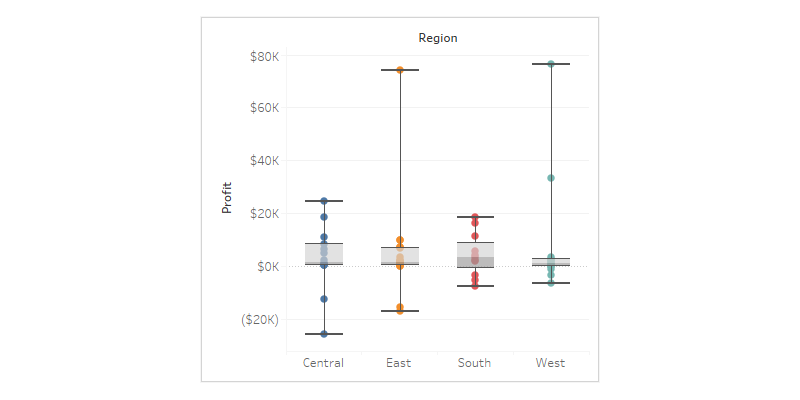 Region
$80K
$60K
$40K
Profit
$20K
$0K
($20K)
Central East South West